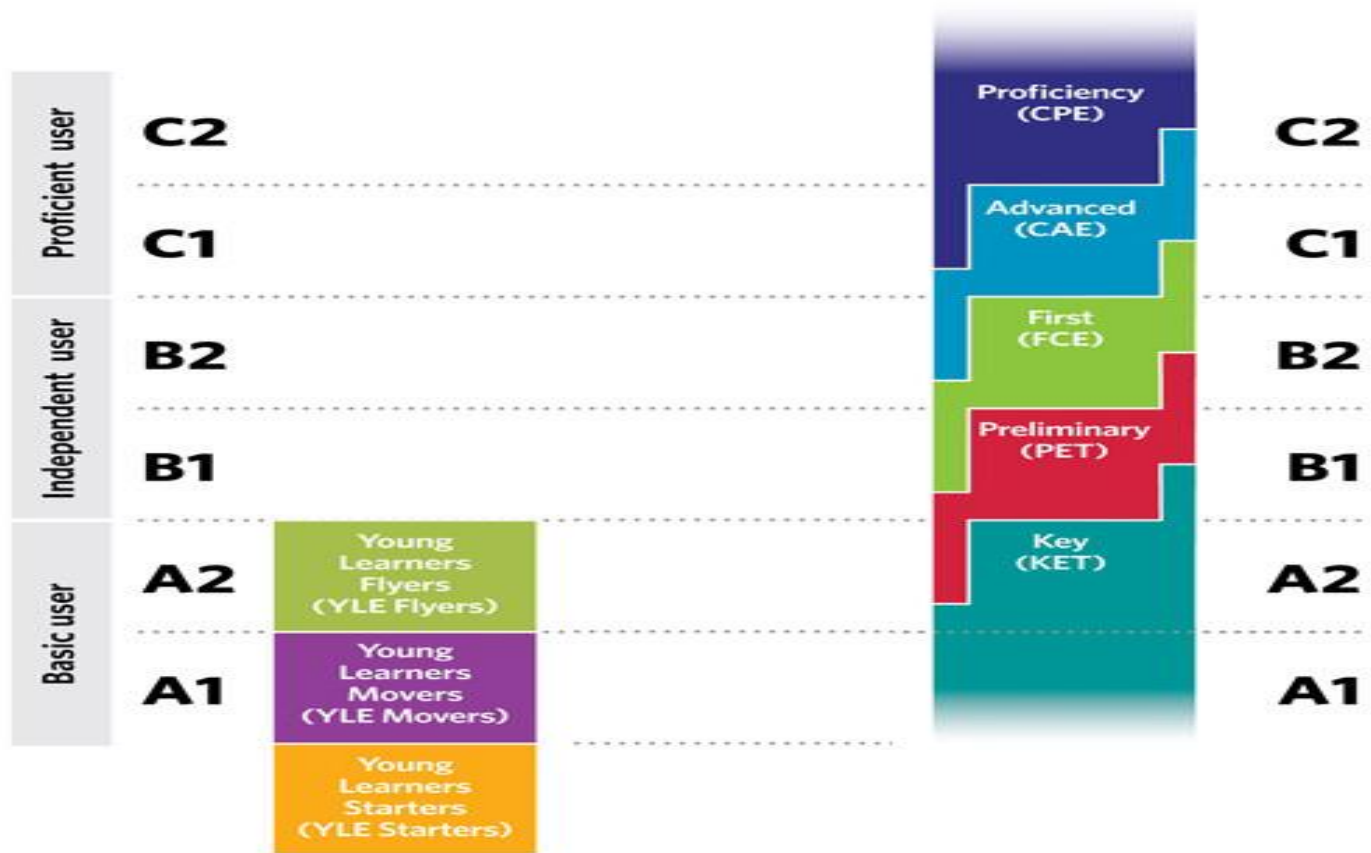 Proficient user
Independent user
Basic user
C2
C1
B2
B1
A2
A1
Young
Learners
Flyers
(YLE Flyers)
Young
Learners
Movers
(YLE Movers)
Young
Learners
Starters
(YLE Starters)
Proficiency
(CPE)
Advanced
(CAE)
First
(FCE)
Preliminary
(PET)
Key
(KET)
C2
C1
B2
B1
A2
A1